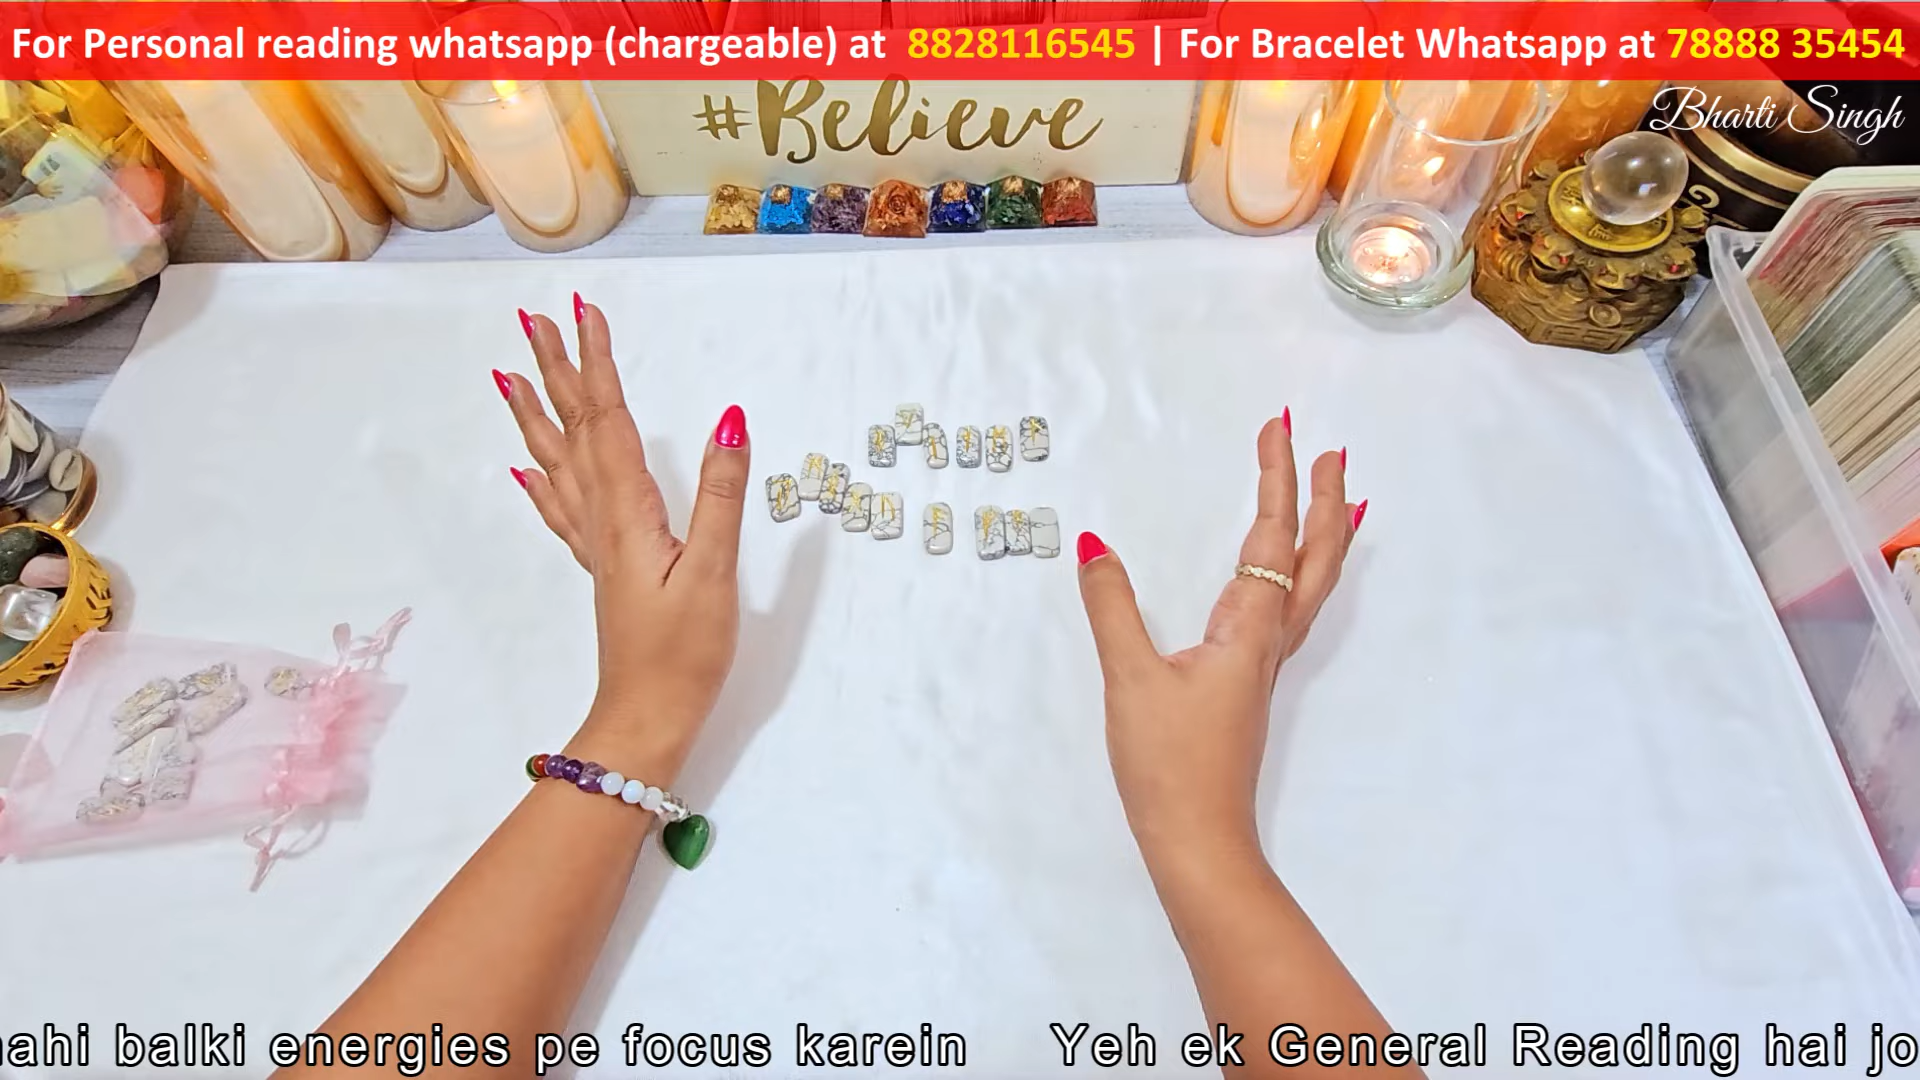 For Personal reading whatsapp (chargeable) at 8828116545 | For Bracelet Whatsapp at 78888 35454
#Believe
Bharti Singh
balki energies pe focus karein Yeh ek General Reading hai jo